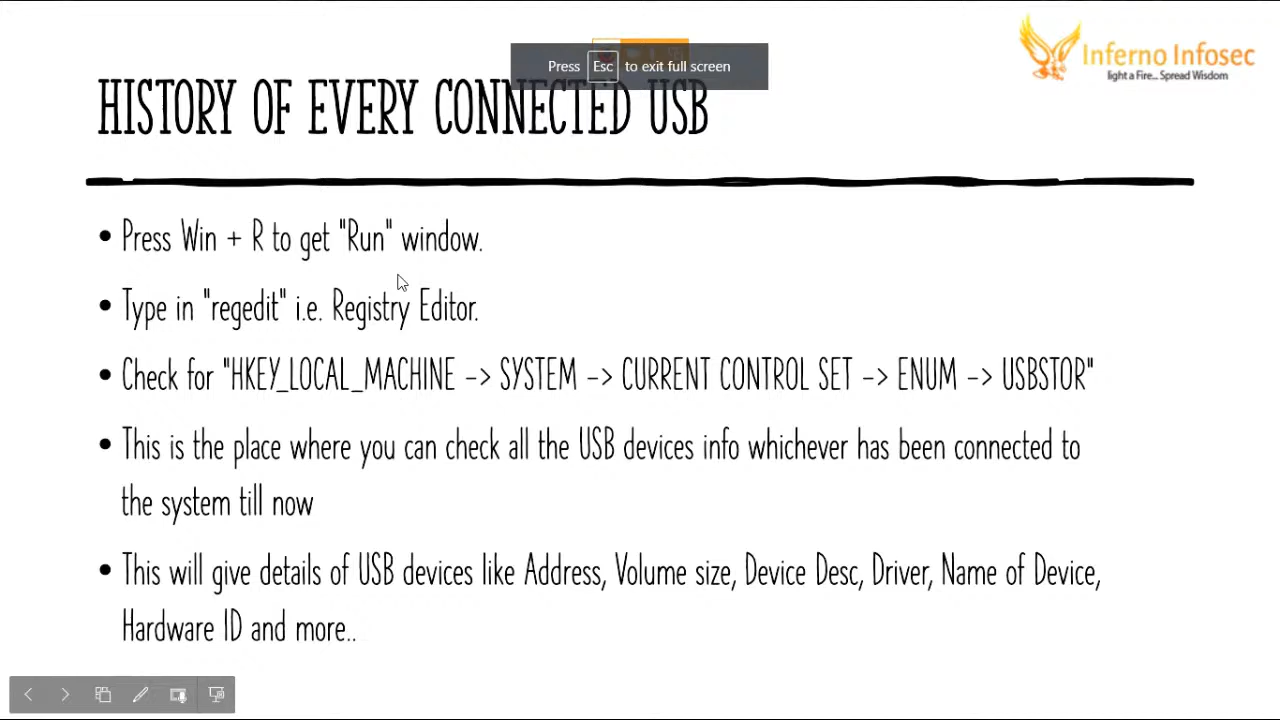 Inferno Infosec
light a Fire... Spread Wisdom
Press Esc to exit full screen
HISTORY OF EVERY CONNECTED USB
• Press Win + R to get "Run" window.
• Type in "regedit" i.e. Registry Editor.
• Check for "HKEY_LOCAL_MACHINE -> SYSTEM -> CURRENT CONTROL SET -> ENUM -> USBSTOR"
• This is the place where you can check all the USB devices info whichever has been connected to
the system till now
• This will give details of USB devices like Address, Volume size, Device Desc, Driver, Name of Device,
Hardware ID and more..